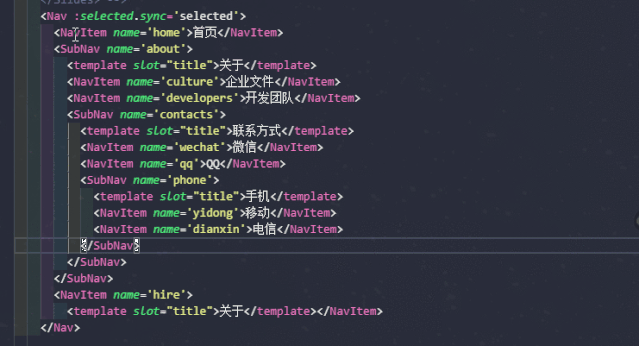 </Slides> -->
<Nav :selected.sync='selected'>
<NavItem name='home'>首页</NavItem>
<SubNav name='about'>
<template slot="title">关于</template>
<NavItem name='culture'>企业文件</NavItem>
<NavItem name='developers'>开发团队</NavItem>
<SubNav name='contacts'>
<template slot="title">联系方式</template>
<NavItem name='wechat'>微信</NavItem>
<NavItem name='qq'>QQ</NavItem>
<SubNav name='phone'>
<template slot="title">手机</template>
<NavItem name='yidong'>移动</NavItem>
<NavItem name='dianxin'>电信</NavItem>
</SubNav>
</SubNav>
</SubNav>
<NavItem name='hire'>
<template slot="title">关于</template></NavItem>
</Nav>